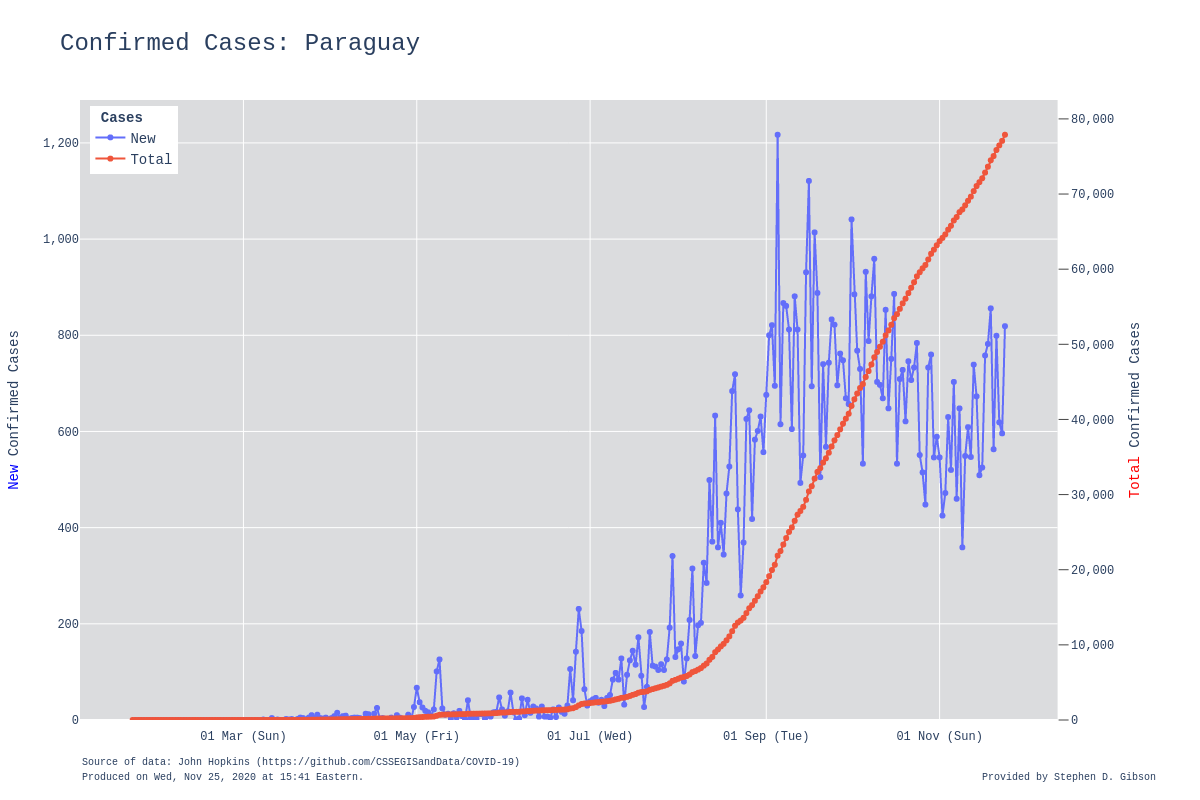 Confirmed Cases: Paraguay
Cases
New
Total
1,200
1,000
800
600
400
200
0
80,000
70,000
60,000
50,000
40,000
30,000
20,000
10,000
0
New Confirmed Cases
Total Confirmed Cases
01 Mar (Sun)
01 May (Fri)
01 Jul (Wed)
01 Sep (Tue)
01 Nov (Sun)
Source of data: John Hopkins (https://github.com/CSSEGISandData/COVID-19)
Produced on Wed, Nov 25, 2020 at 15:41 Eastern.
Provided by Stephen D. Gibson